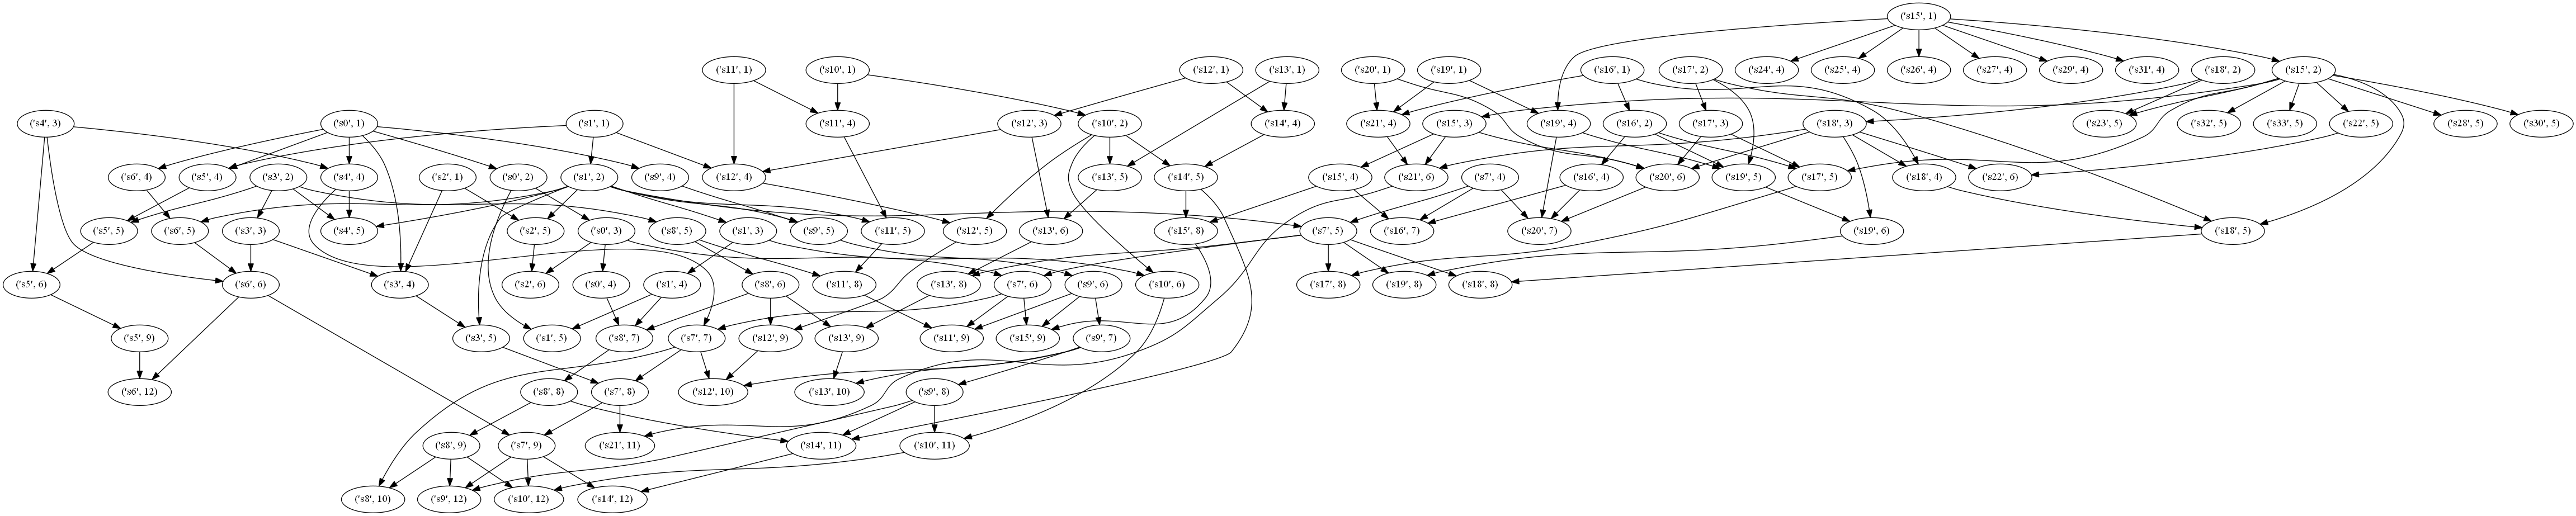 ('s15', 1)
('s11', 1)
('s10', 1)
('s12', 1)
('s13', 1)
('s20', 1)
('s19', 1)
('s16', 1)
('s17', 2)
('s24', 4)
('s25', 4)
('s26', 4)
('s27', 4)
('s29', 4)
('s31', 4)
('s18', 2)
('s15', 2)
('s4', 3)
('s0', 1)
('s1', 1)
('s11', 4)
('s10', 2)
('s12', 3)
('s14', 4)
('s21', 4)
('s15', 3)
('s19', 4)
('s16', 2)
('s17', 3)
('s18', 3)
('s23', 5)
('s32', 5)
('s33', 5)
('s22', 5)
('s28', 5)
('s30', 5)
('s6', 4)
('s5', 4)
('s3', 2)
('s4', 4)
('s2', 1)
('s0', 2)
('s1', 2)
('s9', 4)
('s12', 4)
('s13', 5)
('s14', 5)
('s15', 4)
('s21', 6)
('s7', 4)
('s16', 4)
('s20', 6)
('s19', 5)
('s17', 5)
('s18', 4)
('s22', 6)
('s5', 5)
('s6', 5)
('s3', 3)
('s4', 5)
('s2', 5)
('s0', 3)
('s8', 5)
('s1', 3)
('s9', 5)
('s11', 5)
('s12', 5)
('s13', 6)
('s15', 8)
('s7', 5)
('s16', 7)
('s20', 7)
('s19', 6)
('s18', 5)
('s5', 6)
('s6', 6)
('s3', 4)
('s2', 6)
('s0', 4)
('s1', 4)
('s8', 6)
('s11', 8)
('s13', 8)
('s7', 6)
('s9', 6)
('s10', 6)
('s17', 8)
('s19', 8)
('s18', 8)
('s5', 9)
('s3', 5)
('s1', 5)
('s8', 7)
('s7', 7)
('s12', 9)
('s13', 9)
('s11', 9)
('s15', 9)
('s9', 7)
('s6', 12)
('s8', 8)
('s7', 8)
('s12', 10)
('s13', 10)
('s9', 8)
('s8', 9)
('s7', 9)
('s21', 11)
('s14', 11)
('s10', 11)
('s8', 10)
('s9', 12)
('s10', 12)
('s14', 12)